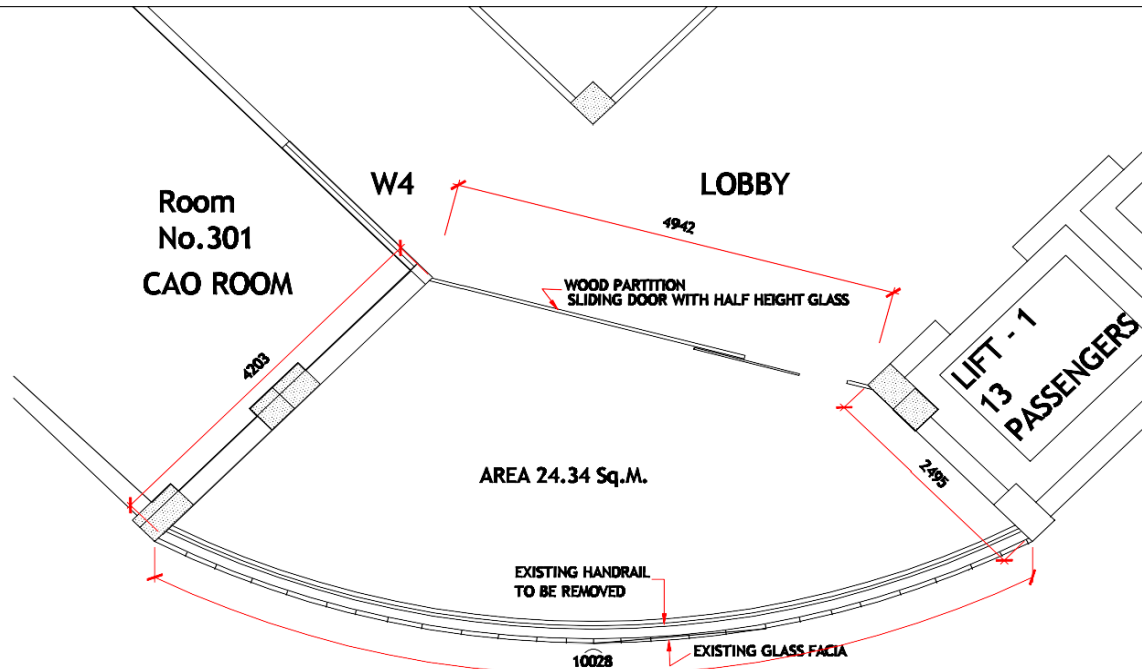 W4
LOBBY
Room
No.301
CAO ROOM
4942
WOOD PARTITION
SLIDING DOOR WITH HALF HEIGHT GLASS
LIFT - 1
13
PASSENGERS
4203
2495
AREA 24.34 Sq.M.
EXISTING HANDRAIL
TO BE REMOVED
EXISTING GLASS FACIA
10028